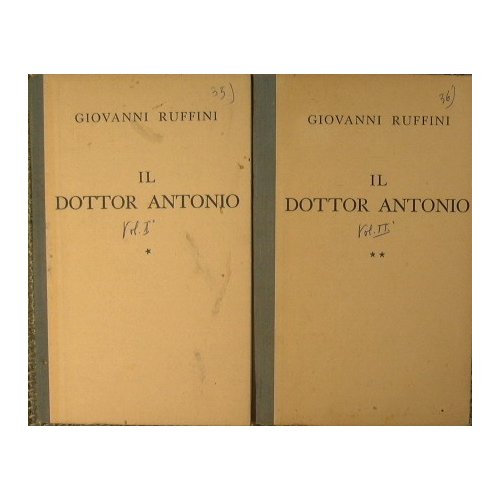 35)
GIOVANNI RUFFINI
IL
DOTTOR ANTONIO
Vol. I°
*
36)
GIOVANNI RUFFINI
IL
DOTTOR ANTONIO
Vol. II°
**